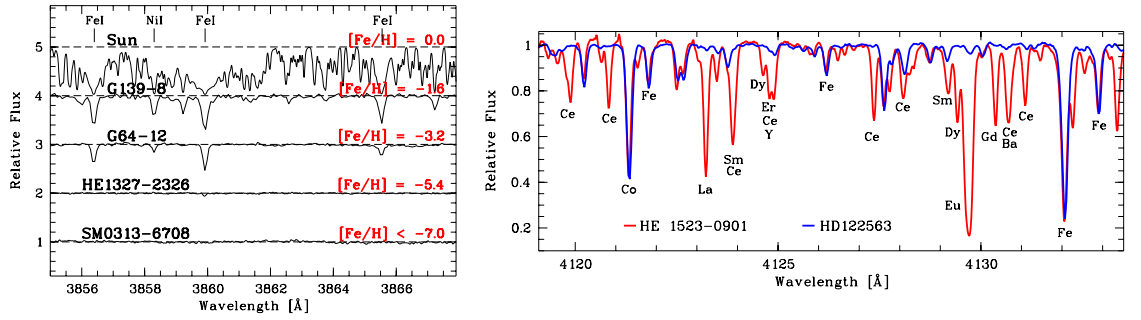 FeI NiI FeI FeI
Sun [Fe/H] = 0.0
G139-8 [Fe/H] = -1.6
G64-12 [Fe/H] = -3.2
HE1327-2326 [Fe/H] = -5.4
SM0313-6708 [Fe/H] < -7.0
5
4
3
2
1
Relative Flux
3856 3858 3860 3862 3864 3866
Wavelength [Å]
1
0.8
0.6
0.4
0.2
Relative Flux
Ce
Ce
Co
Fe
La
Sm
Ce
Dy
Er
Ce
Y
Fe
Ce
Ce
Sm
Dy
Eu
Gd
Ce
Ba
Ce
Fe
Fe
HE 1523-0901 HD122563
4120 4125 4130
Wavelength [Å]